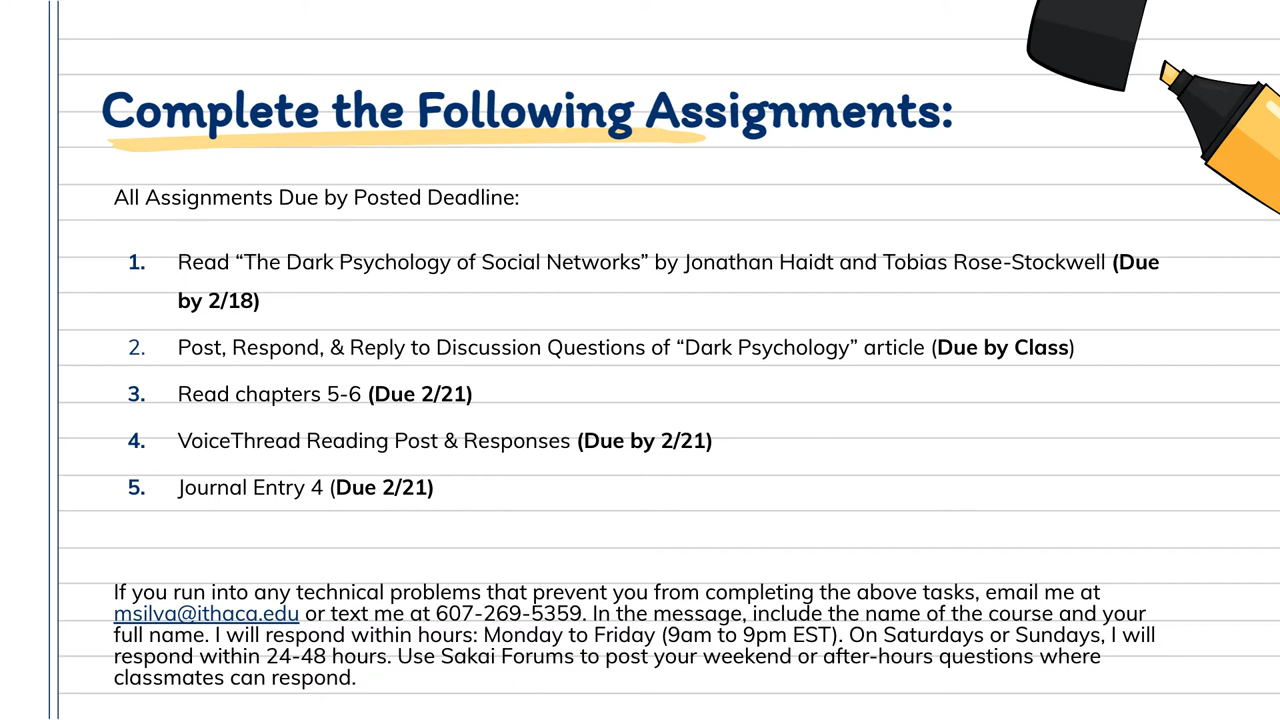 Complete the Following Assignments:
All Assignments Due by Posted Deadline:
1. Read “The Dark Psychology of Social Networks” by Jonathan Haidt and Tobias Rose-Stockwell (Due
by 2/18)
2. Post, Respond, & Reply to Discussion Questions of “Dark Psychology” article (Due by Class)
3. Read chapters 5-6 (Due 2/21)
4. VoiceThread Reading Post & Responses (Due by 2/21)
5. Journal Entry 4 (Due 2/21)
If you run into any technical problems that prevent you from completing the above tasks, email me at
msilva@ithaca.edu or text me at 607-269-5359. In the message, include the name of the course and your
full name. I will respond within hours: Monday to Friday (9am to 9pm EST). On Saturdays or Sundays, I will
respond within 24-48 hours. Use Sakai Forums to post your weekend or after-hours questions where
classmates can respond.